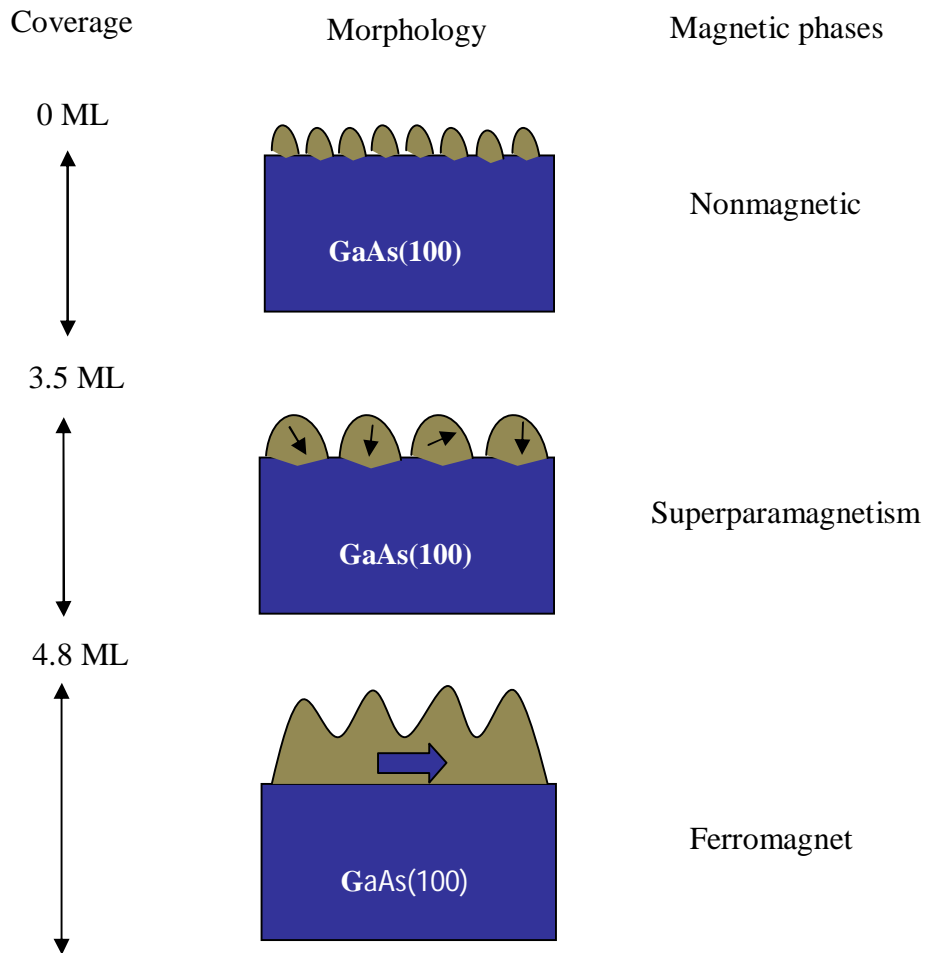 Coverage Morphology Magnetic phases
0 ML
Nonmagnetic
GaAs(100)
3.5 ML
Superparamagnetism
GaAs(100)
4.8 ML
Ferromagnet
GaAs(100)